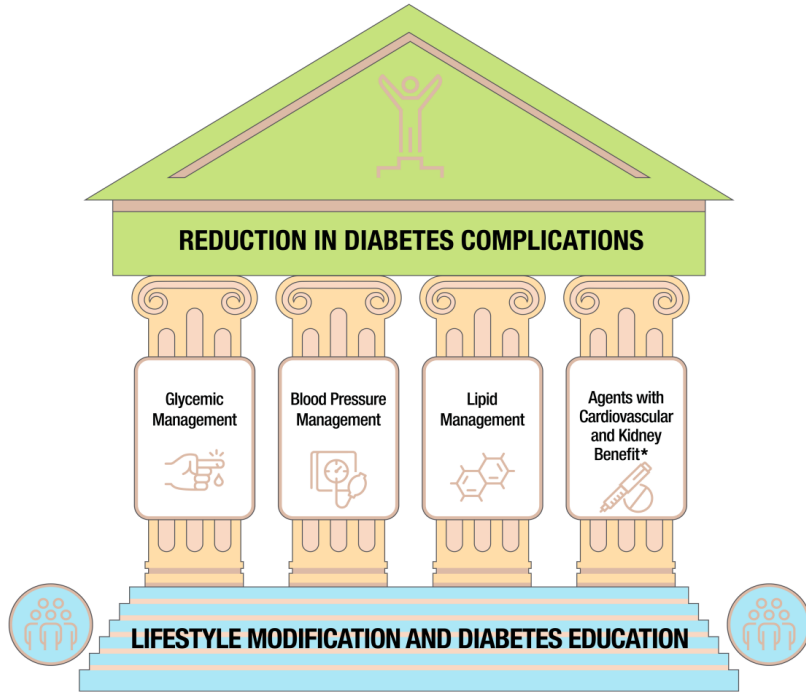 REDUCTION IN DIABETES COMPLICATIONS
Glycemic
Management
Blood Pressure
Management
Lipid
Management
Agents with
Cardiovascular
and Kidney
Benefit*
LIFESTYLE MODIFICATION AND DIABETES EDUCATION